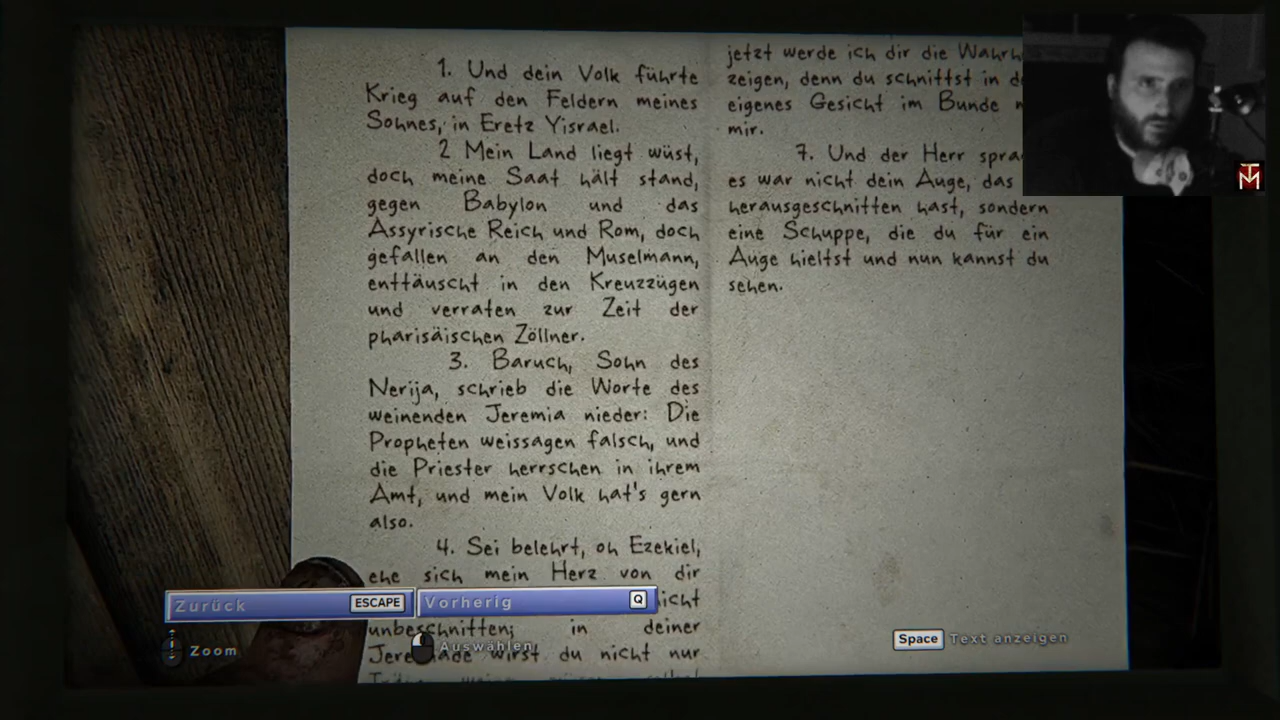 1. Und dein Volk führte
Krieg auf den Feldern meines
Sohnes, in Eretz Yisrael.
2 Mein Land liegt wüst,
doch meine Saat hält stand,
gegen Babylon und das
Assyrische Reich und Rom, doch
gefallen an den Muselmann,
enttäuscht in den Kreuzzügen
und verraten zur Zeit der
pharisäischen Zöllner.
3. Baruch, Sohn des
Nerija, schrieb die Worte des
weinenden Jeremia nieder: Die
Propheten weissagen falsch, und
die Priester herrschen in ihrem
Amt, und mein Volk hat's gern
also.
4. Sei belehrt, oh Ezekiel,
ehe sich mein Herz von dir
unbeschnitten; in deiner
wirst du nicht nur
jetzt werde ich dir die
zeigen, denn du schnittst in
eigenes Gesicht im Bunde
mir.
7. Und der Herr
es war nicht dein Auge, das
herausgeschnitten hast, sondern
eine Schuppe, die du für ein
Auge hieltst und nun kannst du
sehen.
Zurück ESCAPE
Vorherig Q
Zoom
Auswählen
Space Text anzeigen